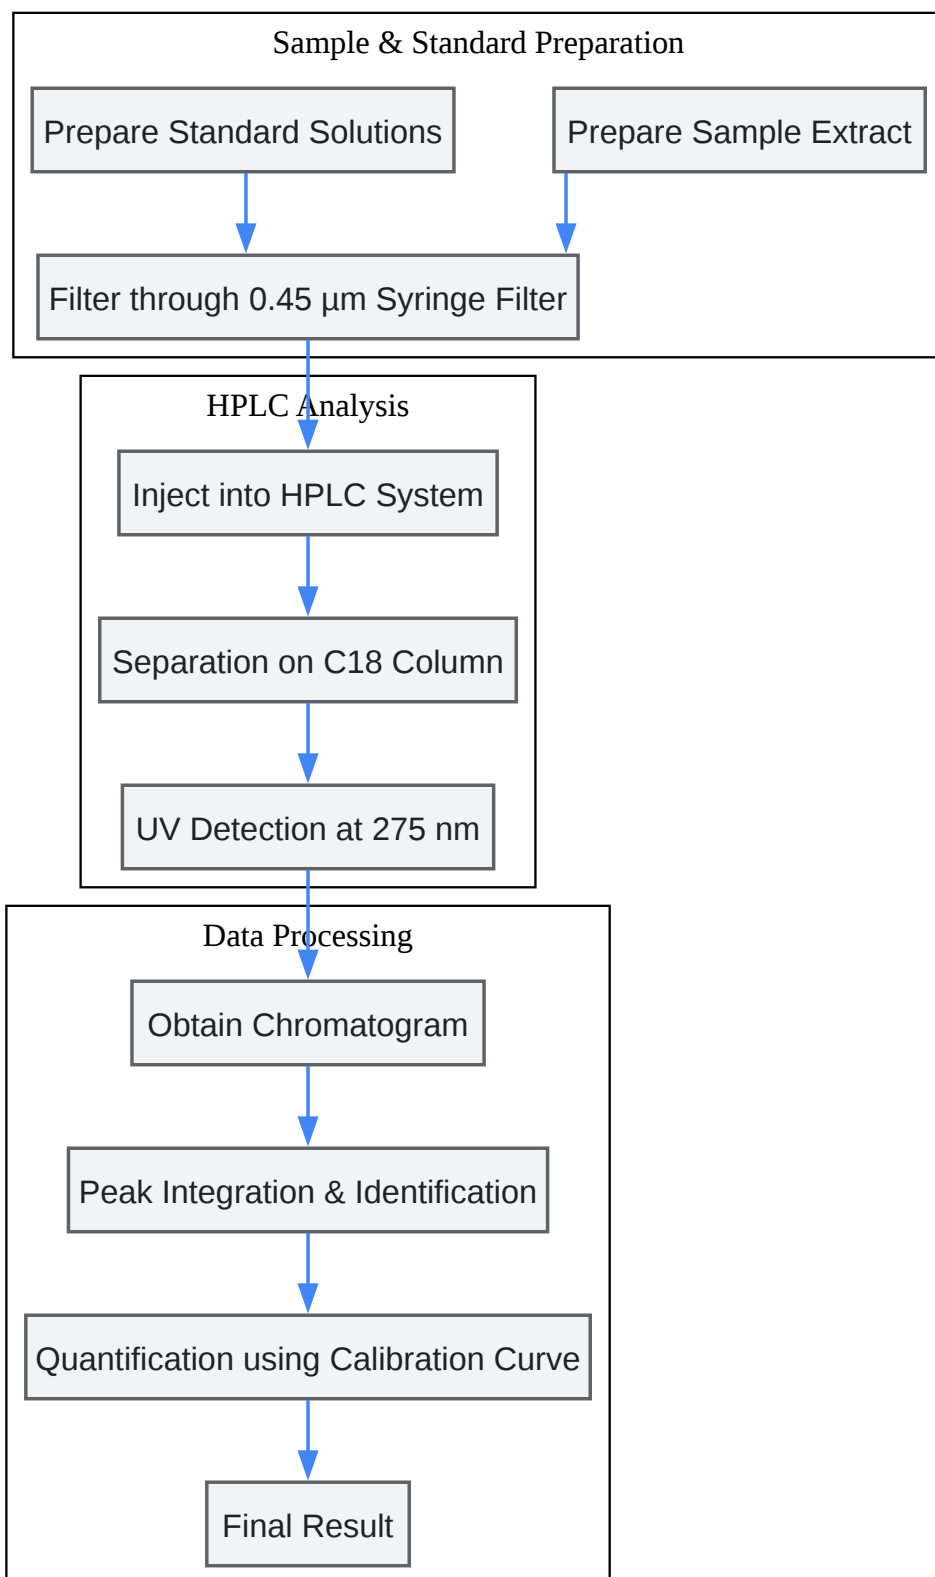 Sample & Standard Preparation
Prepare Standard Solutions
Prepare Sample Extract
Filter through 0.45 µm Syringe Filter
HPLC Analysis
Inject into HPLC System
Separation on C18 Column
UV Detection at 275 nm
Data Processing
Obtain Chromatogram
Peak Integration & Identification
Quantification using Calibration Curve
Final Result